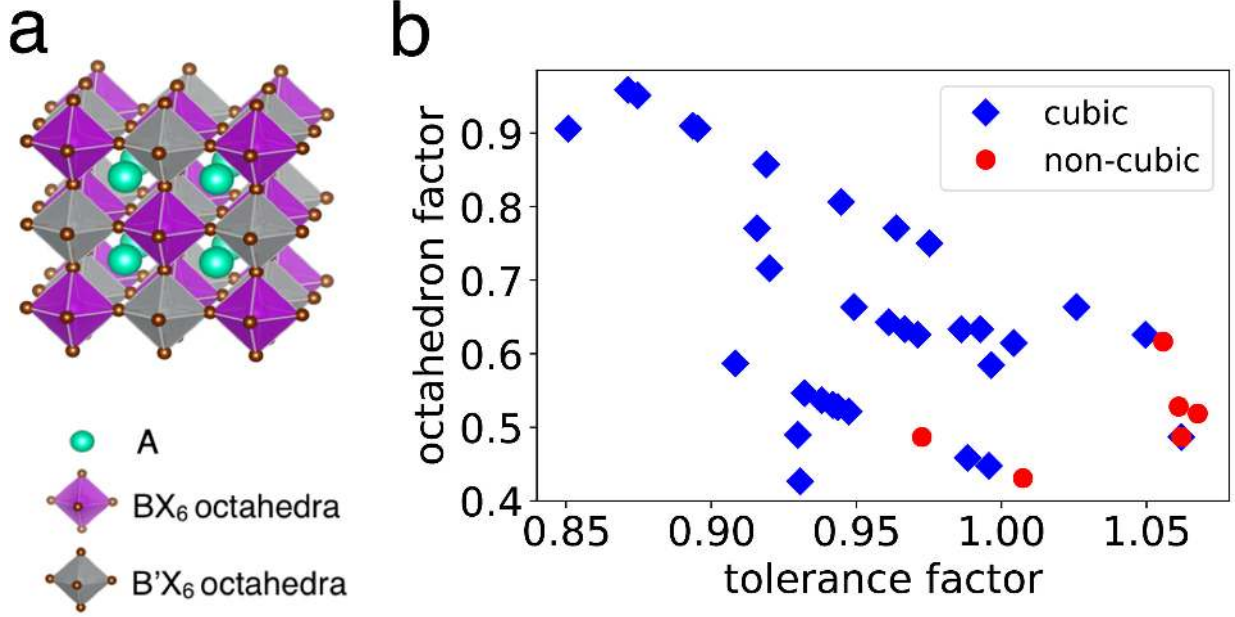 a
A
BX₆ octahedra
B'X₆ octahedra
b
octahedron factor
0.9
0.8
0.7
0.6
0.5
0.4
cubic
non-cubic
0.85 0.90 0.95 1.00 1.05
tolerance factor